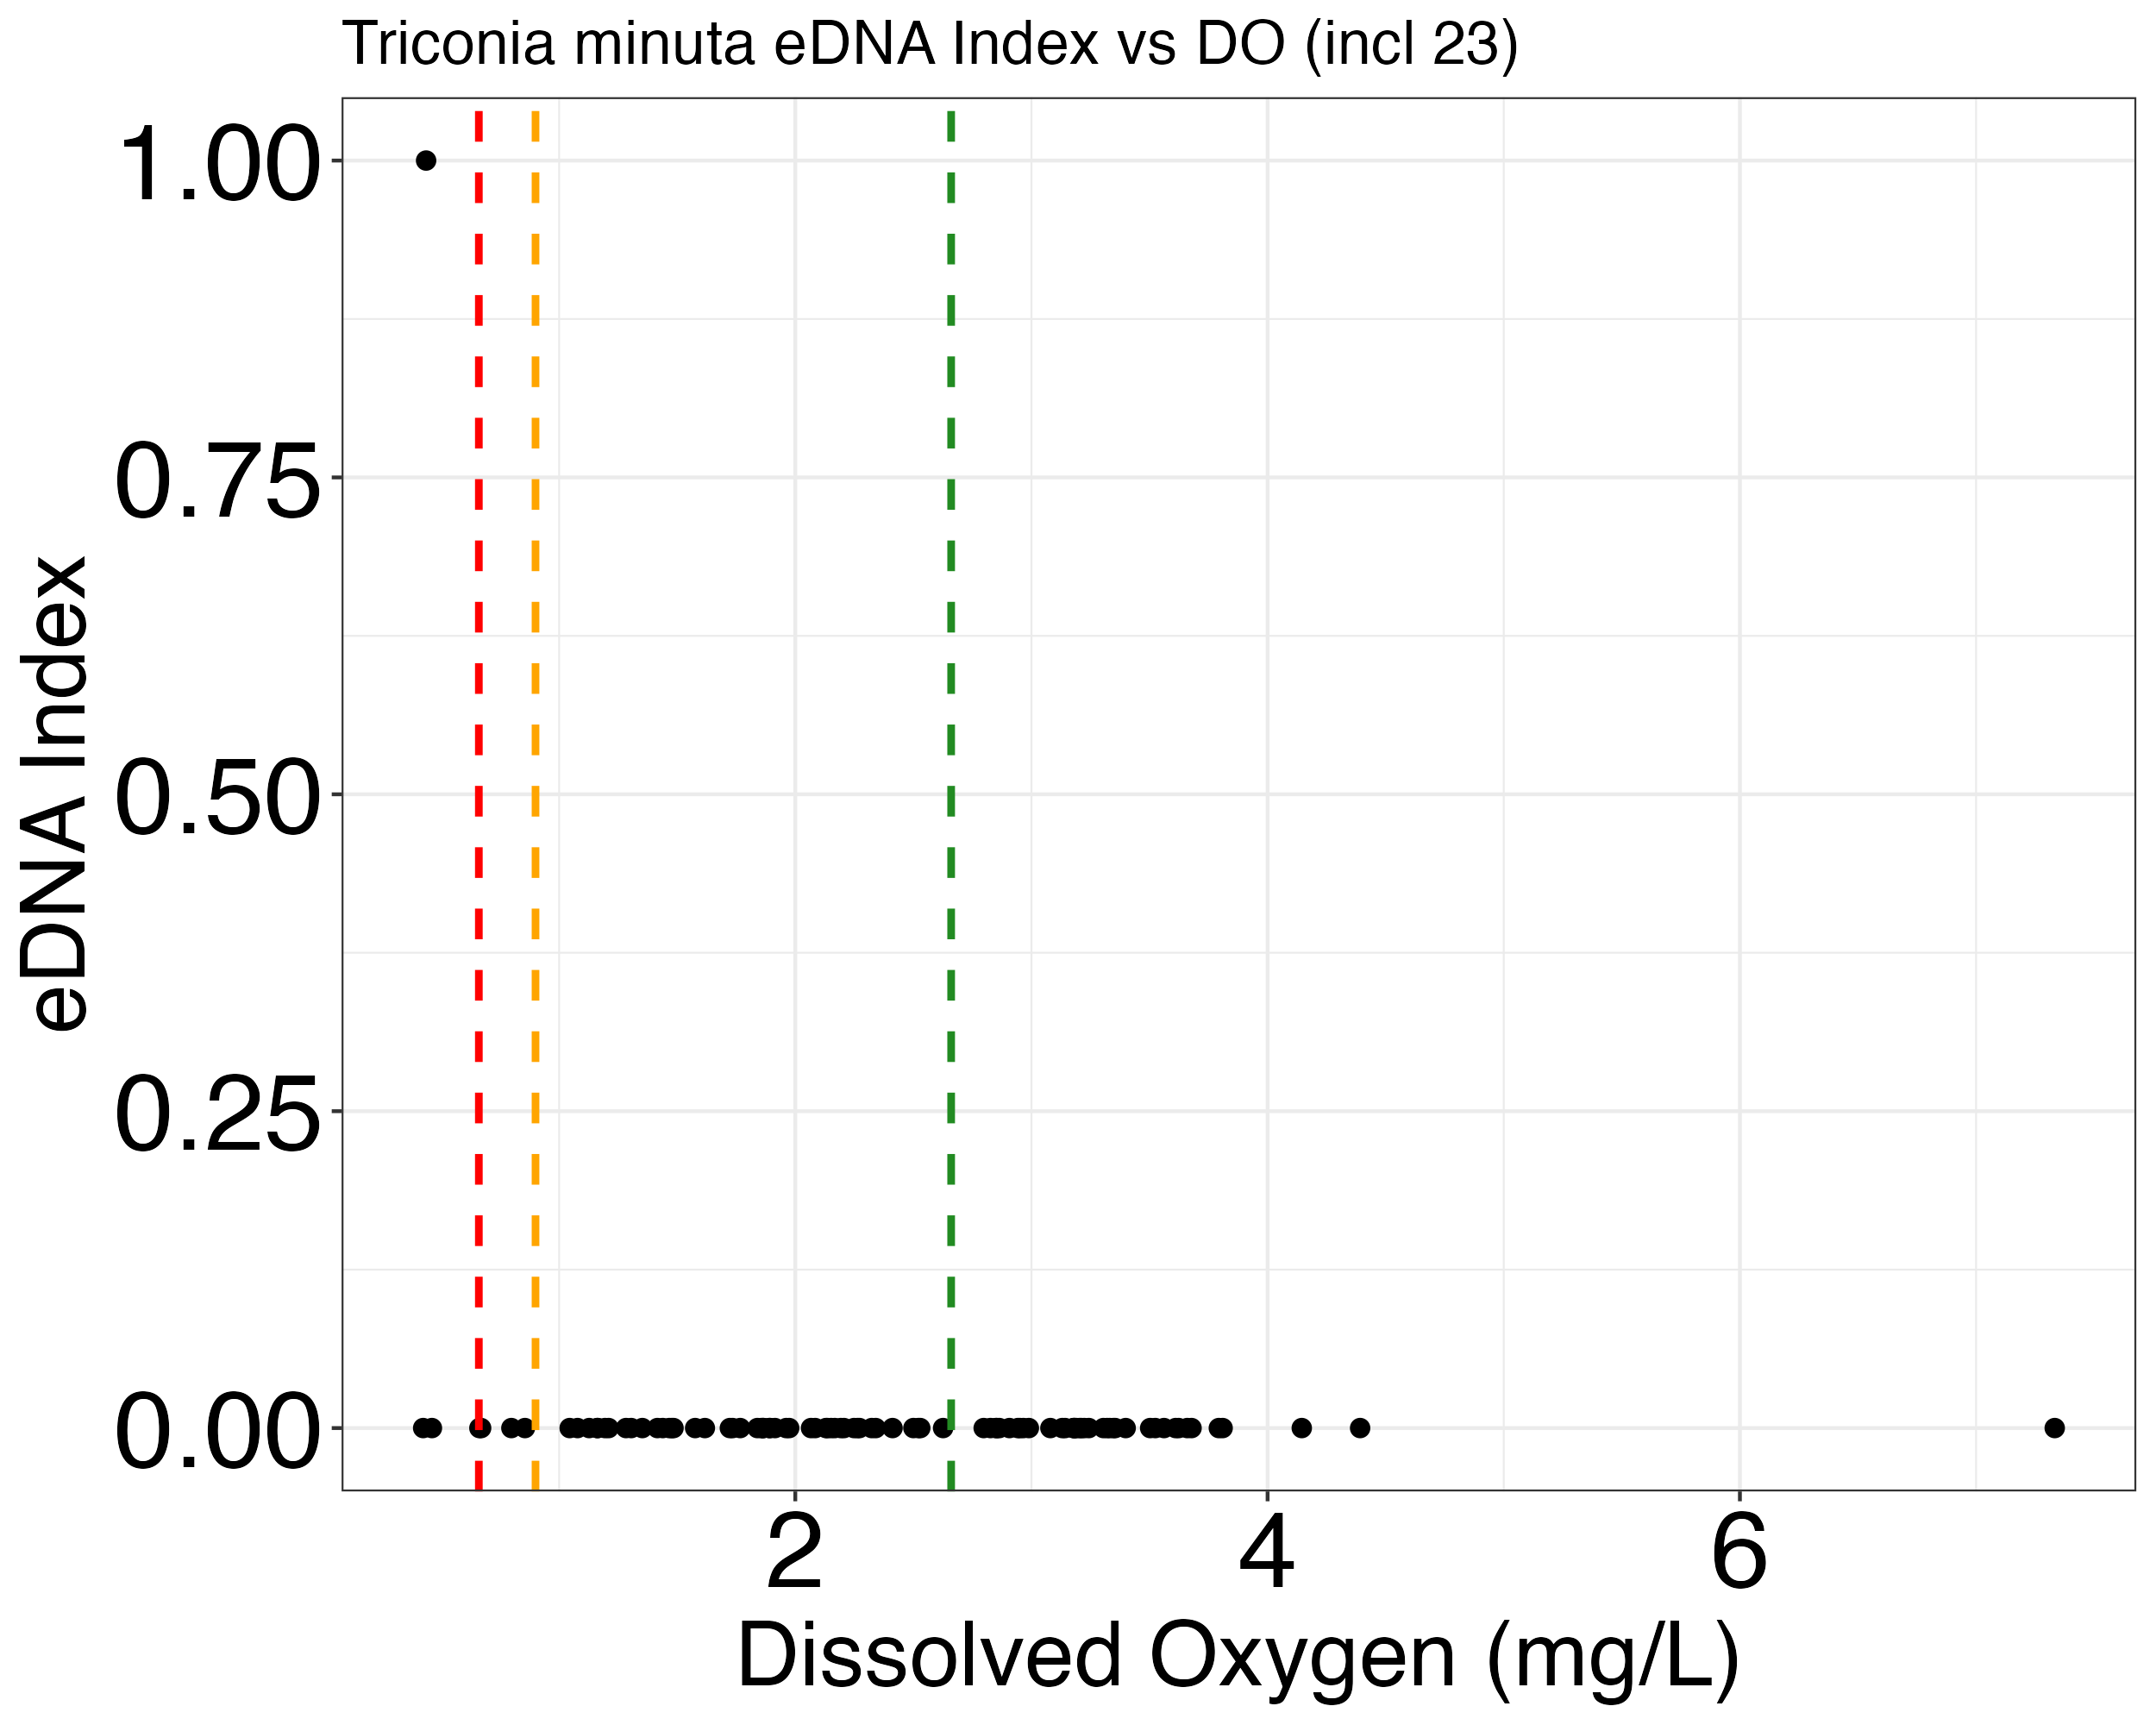 Triconia minuta eDNA Index vs DO (incl 23)
1.00
0.75
0.50
0.25
0.00
eDNA Index
2 4 6
Dissolved Oxygen (mg/L)